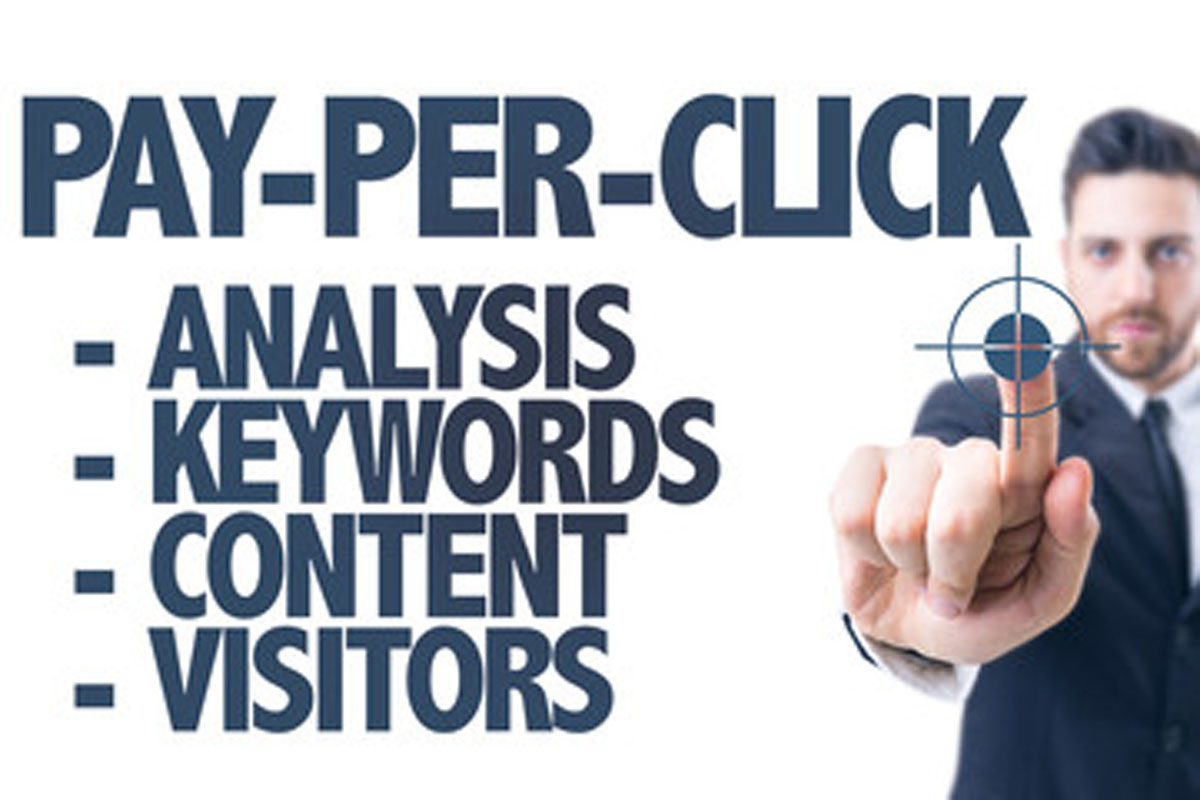 PAY-PER-CLICK
- ANALYSIS
- KEYWORDS
- CONTENT
- VISITORS